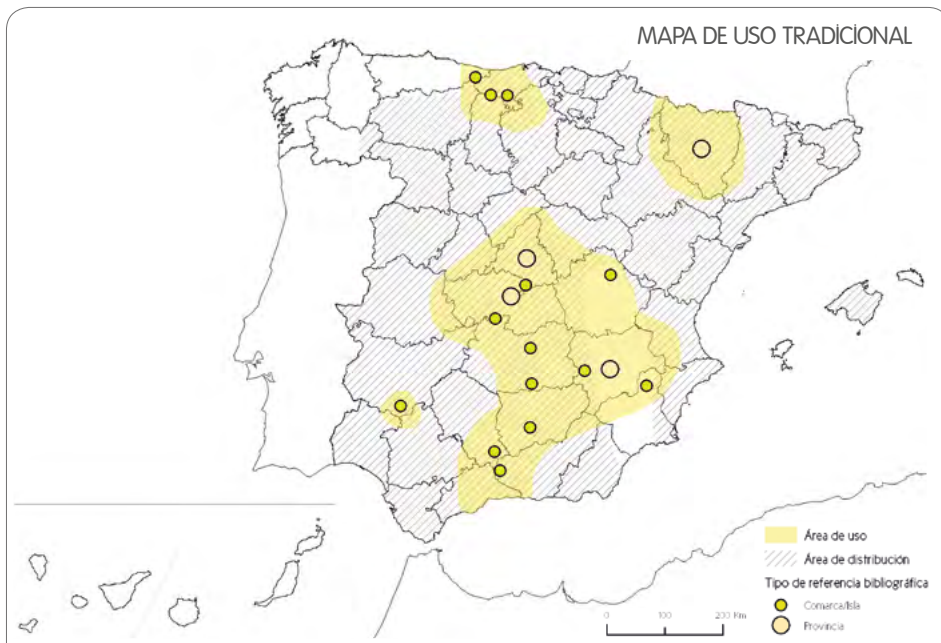 MAPA DE USO TRADICIONAL
Área de uso
Área de distribución
Tipo de referencia bibliográfica
Comarca/Isla
Provincia
0 100 200 Km